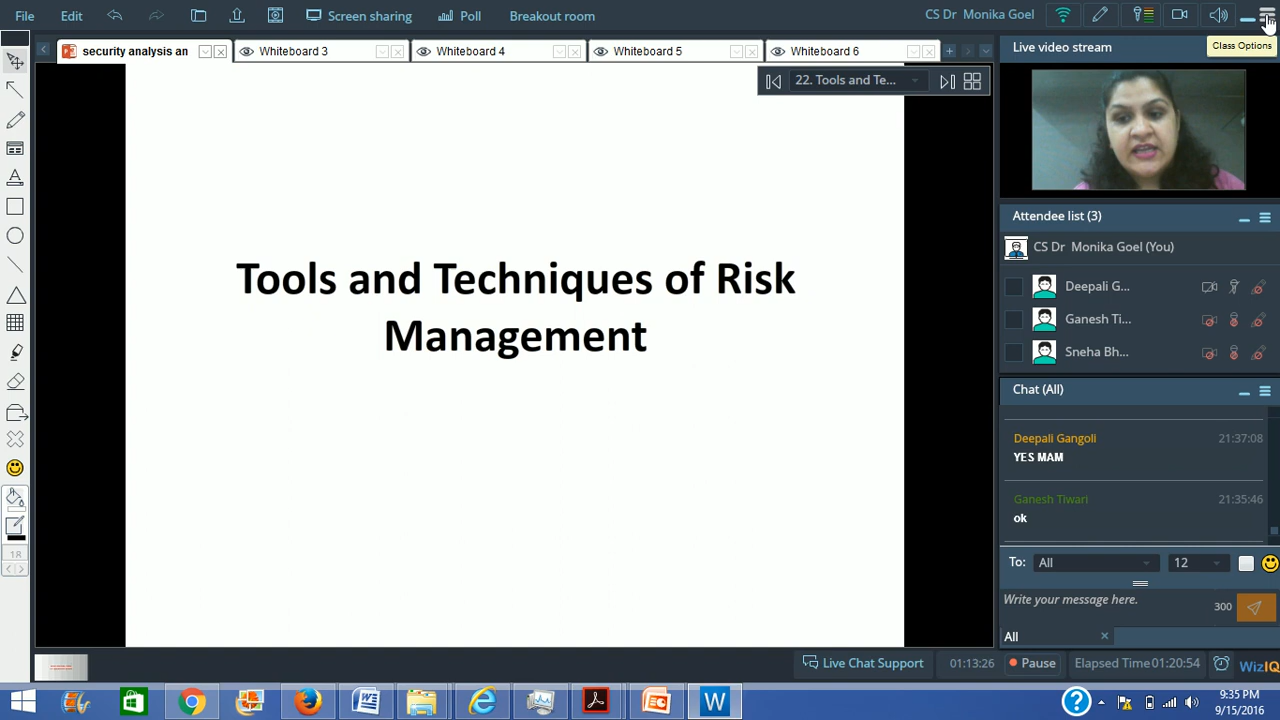 File Edit Screen sharing Poll Breakout room CS Dr Monika Goel
Class Options
security analysis an Whiteboard 3 Whiteboard 4 Whiteboard 5 Whiteboard 6
Live video stream
22. Tools and Te...
Tools and Techniques of Risk
Management
Attendee list (3)
CS Dr Monika Goel (You)
Deepali G...
Ganesh Ti...
Sneha Bh...
Chat (All)
Deepali Gangoli 21:37:08
YES MAM
Ganesh Tiwari 21:35:46
ok
To: All 12
Write your message here. 300
All
1R
Live Chat Support 01:13:26 Pause Elapsed Time 01:20:54 WizIQ
9:35 PM
9/15/2016